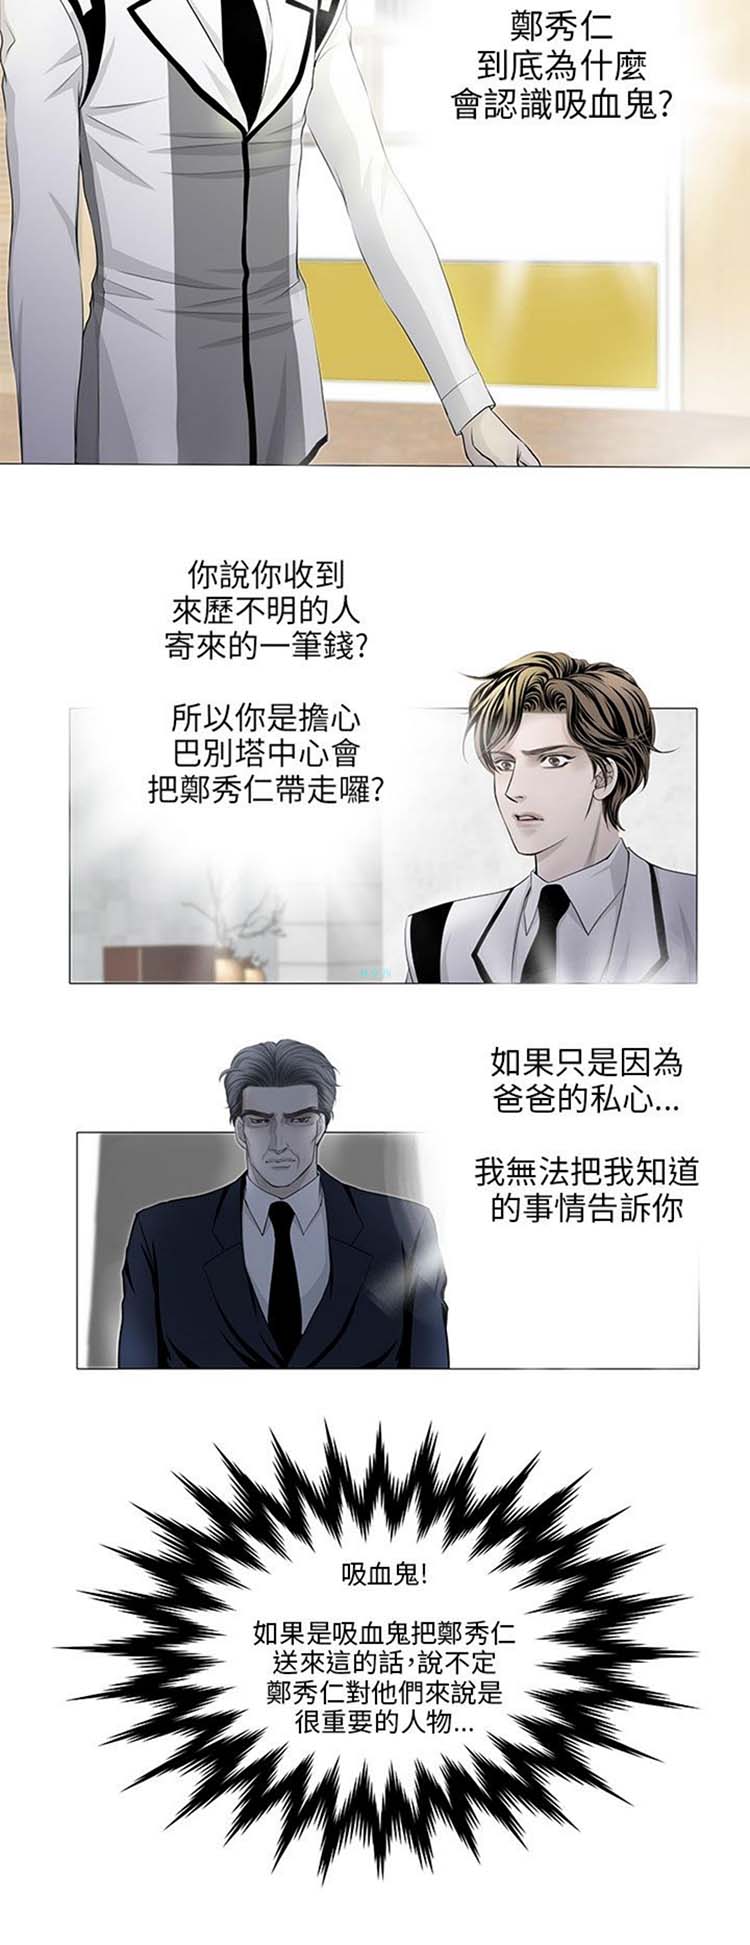 鄭秀仁
到底為什麼
會認識吸血鬼?
你說你收到
來歷不明的人
寄來的一筆錢?
所以你是擔心
巴別塔中心會
把鄭秀仁帶走囉?
如果只是因為
爸爸的私心...
我無法把我知道
的事情告訴你
吸血鬼!
如果是吸血鬼把鄭秀仁
送來這的話,說不定
鄭秀仁對他們來說是
很重要的人物...